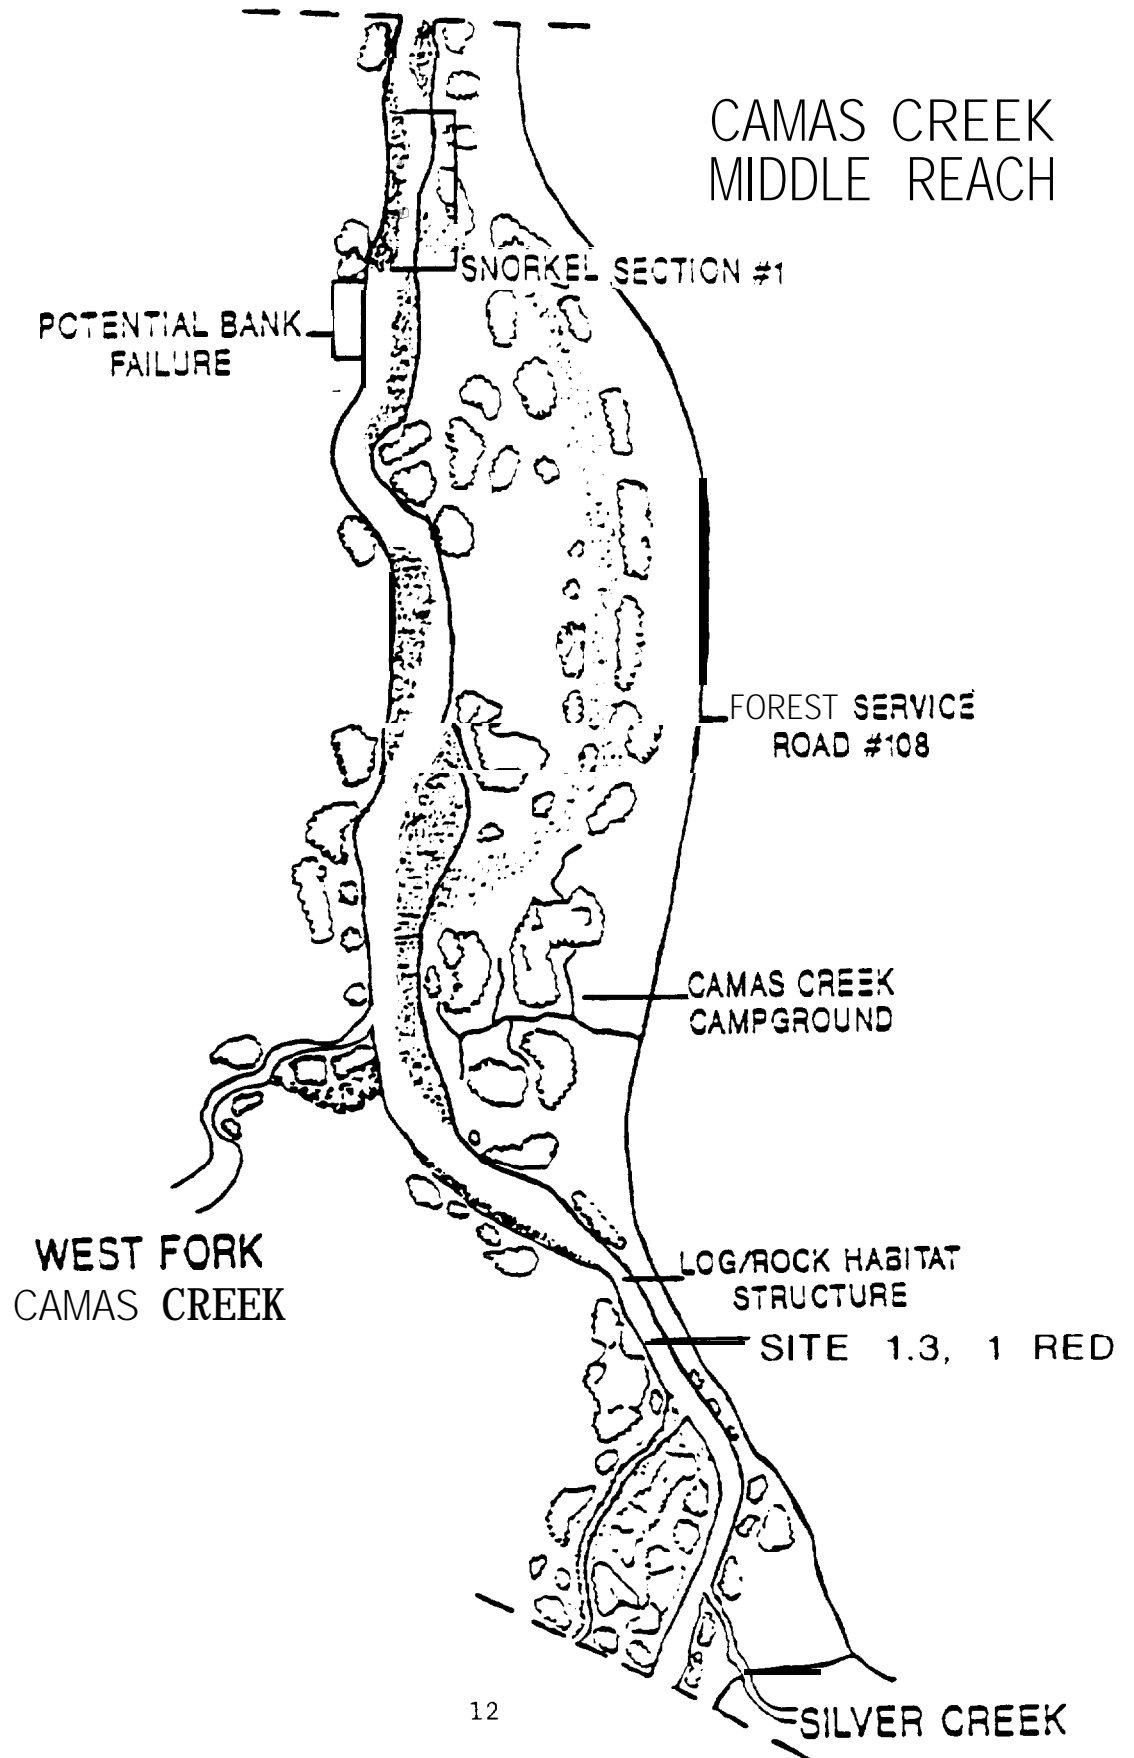 CAMAS CREEK
MIDDLE REACH
SNORKEL SECTION #1
POTENTIAL BANK
FAILURE
FOREST SERVICE
ROAD #108
CAMAS CREEK
CAMPGROUND
WEST FORK
CAMAS CREEK
LOG/ROCK HABITAT
STRUCTURE
SITE 1.3, 1 RED
12
SILVER CREEK